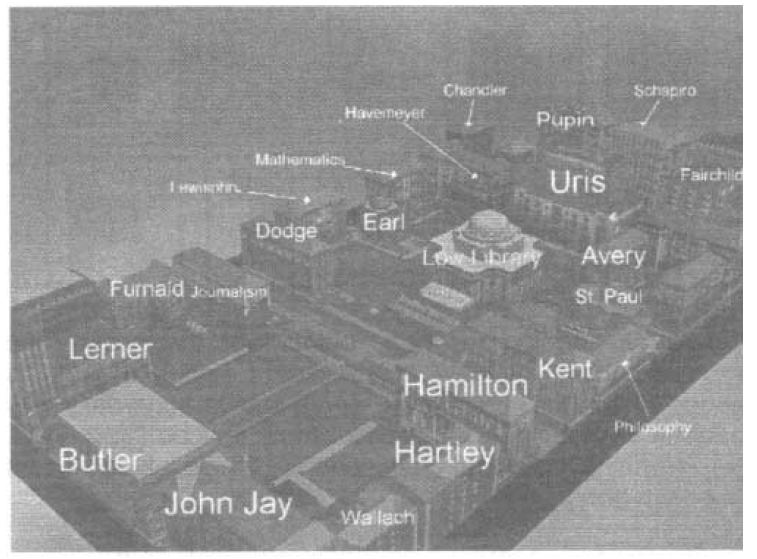 Chandler
Schapiro
Havemeyer
Pupin
Mathematics
Uris
Fairchild
Lewisohn
Earl
Dodge
Low Library
Avery
Furnald
Journalism
St. Paul
Lerner
Kent
Hamilton
Philosophy
Butler
Hartley
John Jay
Wallach